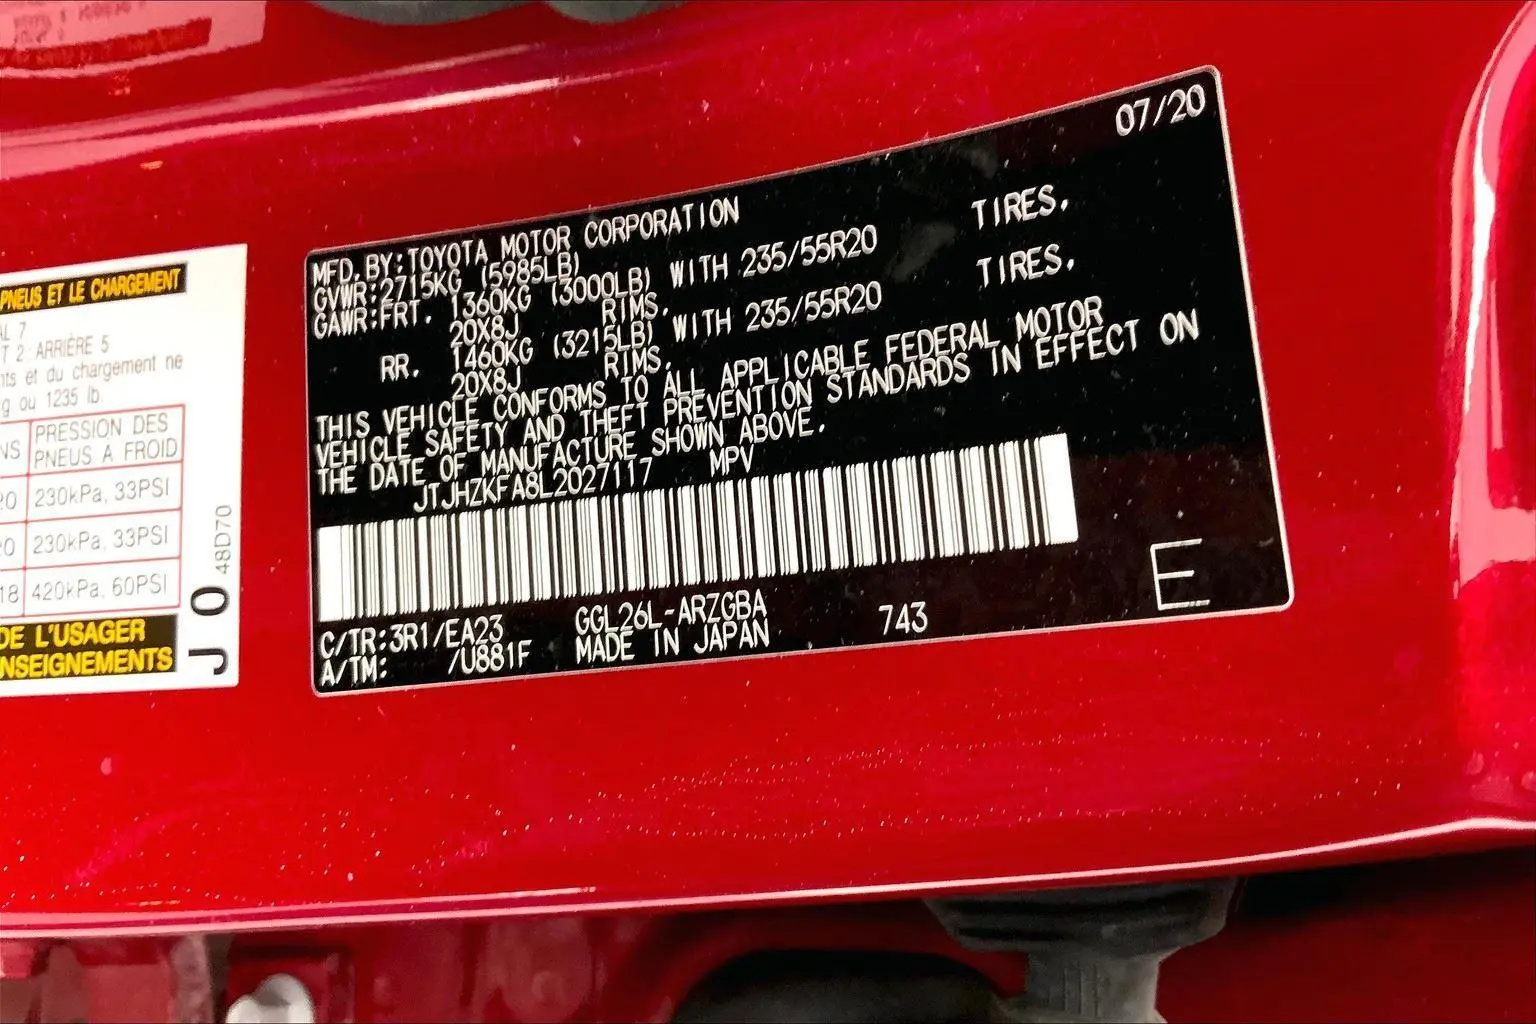 PNEUS ET LE CHARGEMENT
7
2 ARRIÈRE 5
et du chargement ne
ou 1235 lb.
PRESSION DES
PNEUS A FROID
230kPa, 33PSI
230kPa, 33PSI
420kPa, 60PSI
DE L'USAGER
48D70
J0
07/20
MFD.BY:TOYOTA MOTOR CORPORATION
GVWR:2715KG (5985LB)
GAWR:FRT. 1360KG (3000LB) WITH 235/55R20 TIRES,
20X8J RIMS.
RR. 1460KG (3215LB) WITH 235/55R20 TIRES,
20X8J RIMS.
THIS VEHICLE CONFORMS TO ALL APPLICABLE FEDERAL MOTOR
VEHICLE SAFETY AND THEFT PREVENTION STANDARDS IN EFFECT ON
THE DATE OF MANUFACTURE SHOWN ABOVE.
JTJHZKFA8L2027117 MPV
C/TR:3R1/EA23 GGL26L-ARZGBA 743
A/TM: /U881F MADE IN JAPAN
E